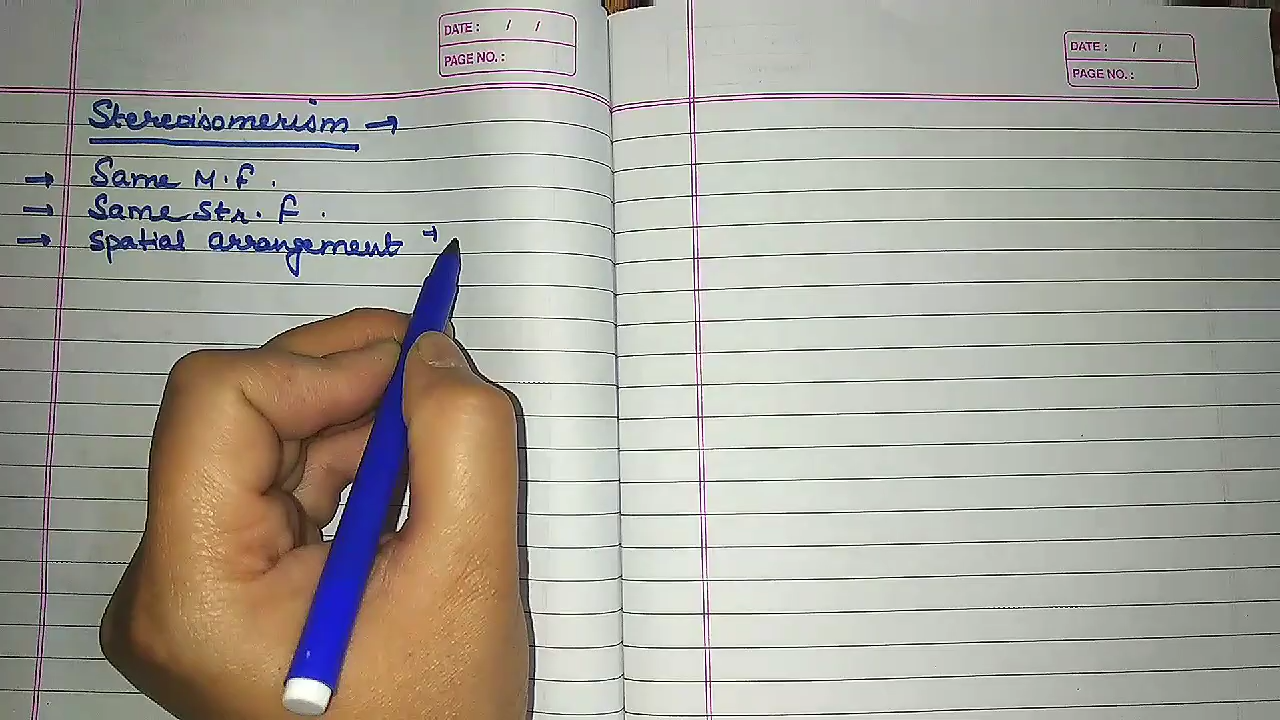 DATE: / /
PAGE NO.:
DATE: / /
PAGE NO.:
Stereoisomerism →
→ Same M.F.
→ Same Str. F.
→ Spatial arrangement →